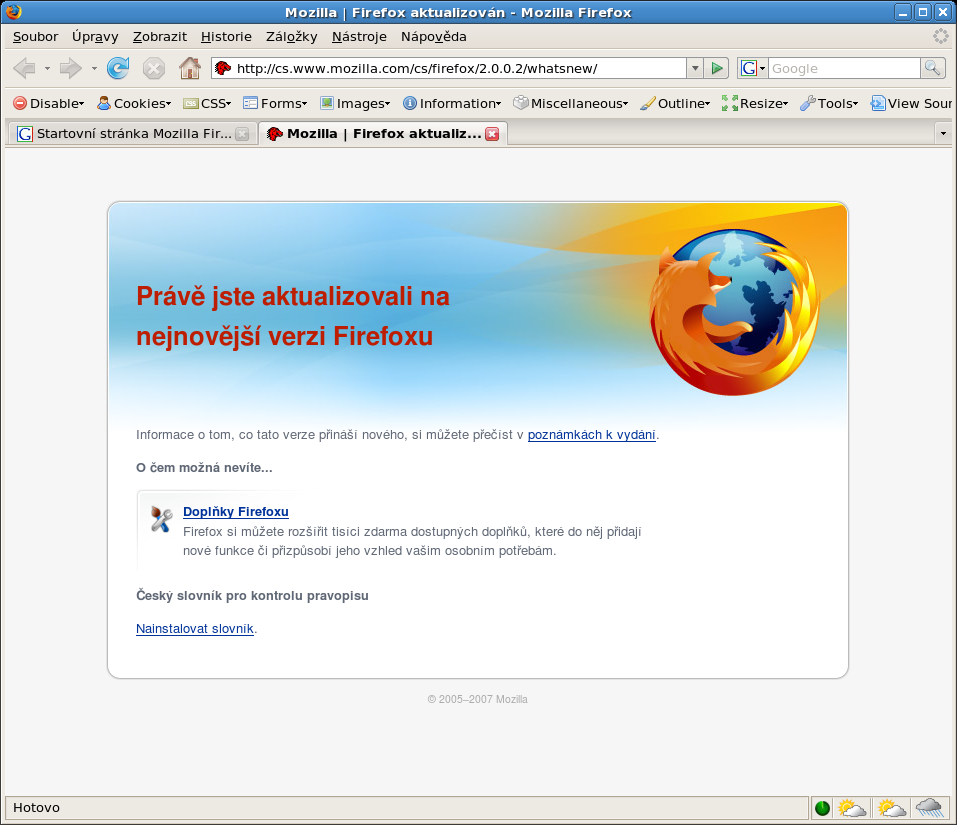 Mozilla | Firefox aktualizován - Mozilla Firefox
Soubor Úpravy Zobrazit Historie Záložky Nástroje Nápověda
http://cs.www.mozilla.com/cs/firefox/2.0.0.2/whatsnew/ G Google
Disable Cookies CSS Forms Images Information Miscellaneous Outline Resize Tools View Sour
G Startovní stránka Mozilla Fir... Mozilla | Firefox aktualiz...
Právě jste aktualizovali na
nejnovější verzi Firefoxu
Informace o tom, co tato verze přináší nového, si můžete přečíst v poznámkách k vydání.
O čem možná nevíte...
Doplňky Firefoxu
Firefox si můžete rozšířit tisíci zdarma dostupných doplňků, které do něj přidají
nové funkce či přizpůsobí jeho vzhled vašim osobním potřebám.
Český slovník pro kontrolu pravopisu
Nainstalovat slovník.
© 2005–2007 Mozilla
Hotovo